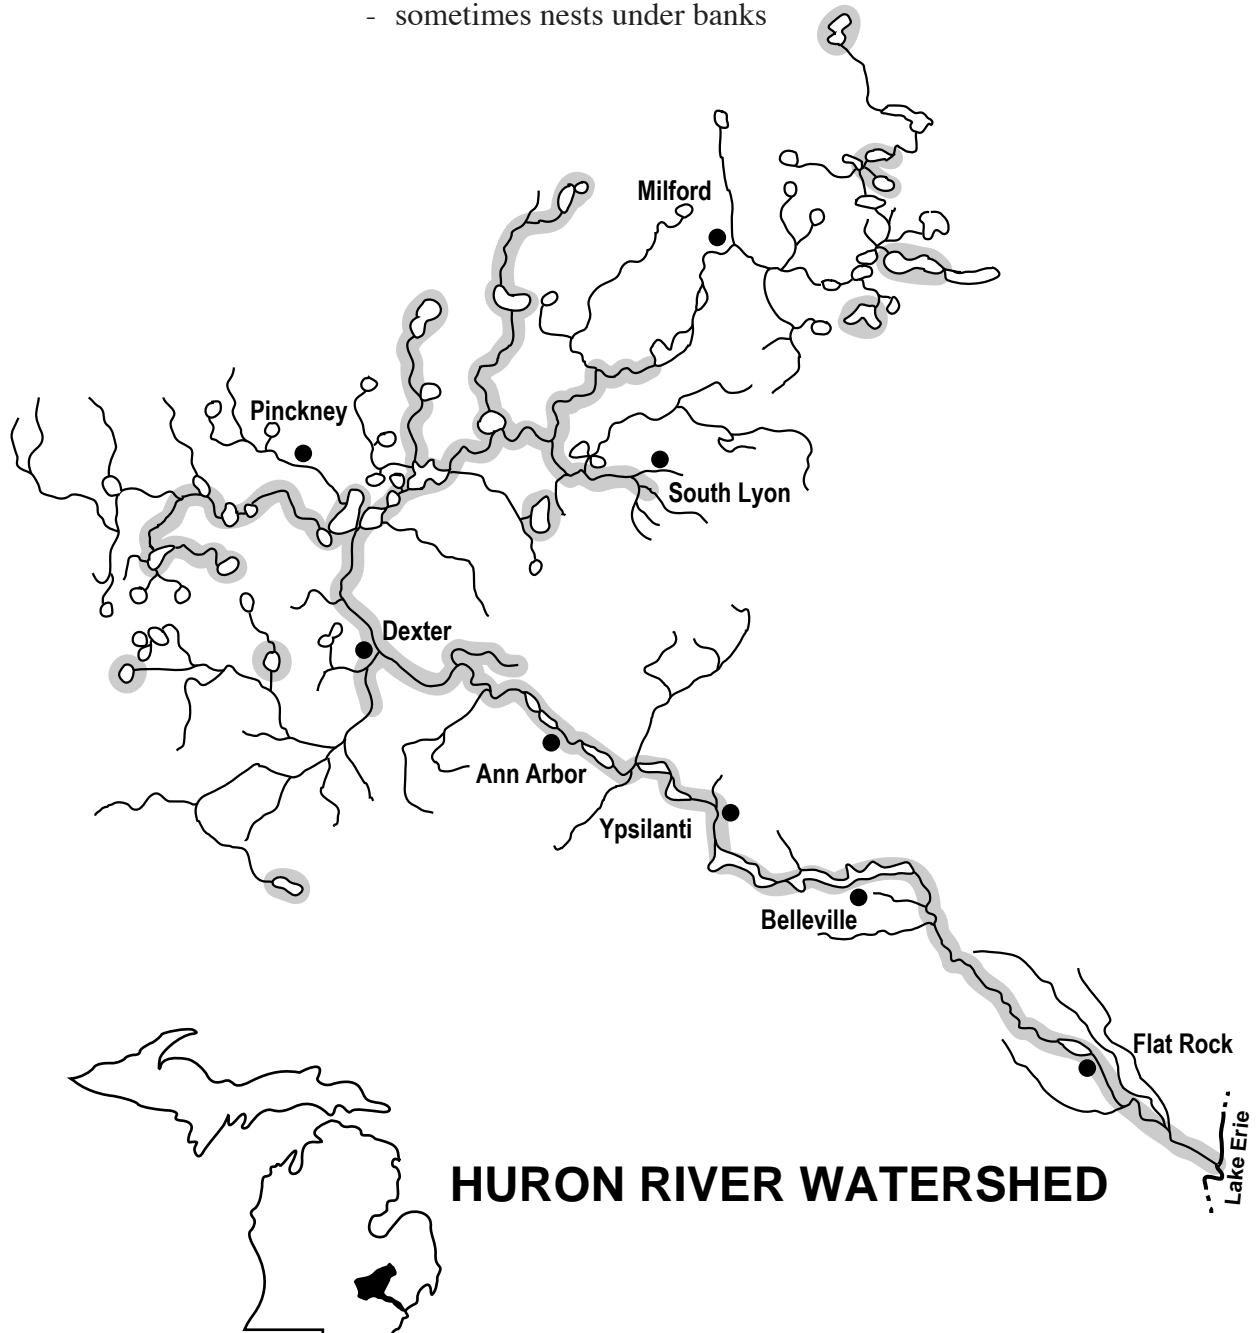 - sometimes nests under banks
Milford
Pinckney
South Lyon
Dexter
Ann Arbor
Ypsilanti
Belleville
Flat Rock
Lake Erie
HURON RIVER WATERSHED